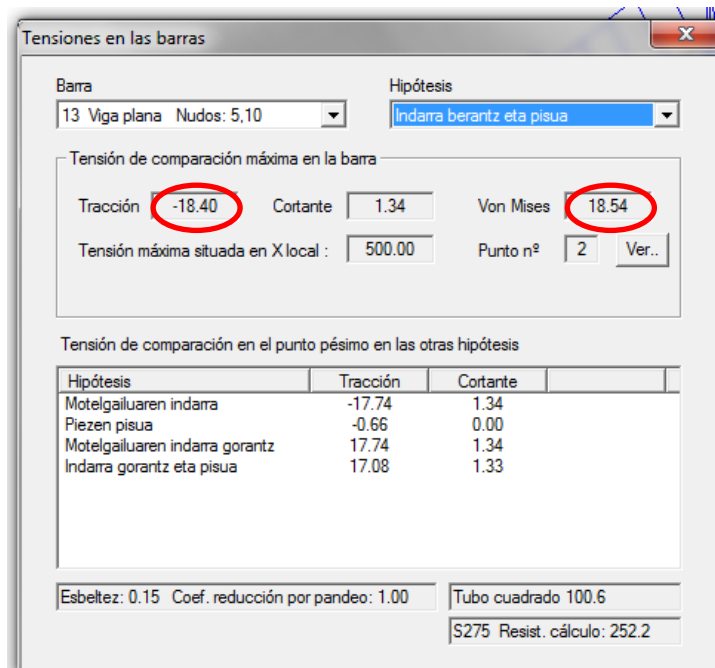 Tensiones en las barras
Barra Hipótesis
13 Viga plana Nudos: 5,10 Indarra berantz eta pisua
Tensión de comparación máxima en la barra
Tracción -18.40 Cortante 1.34 Von Mises 18.54
Tensión máxima situada en X local : 500.00 Punto nº 2 Ver..
Tensión de comparación en el punto pésimo en las otras hipótesis
Hipótesis Tracción Cortante
Motelgailuaren indarra -17.74 1.34
Piezen pisua -0.66 0.00
Motelgailuaren indarra gorantz 17.74 1.34
Indarra gorantz eta pisua 17.08 1.33
Esbeltez: 0.15 Coef. reducción por pandeo: 1.00 Tubo cuadrado 100.6
S275 Resist. cálculo: 252.2